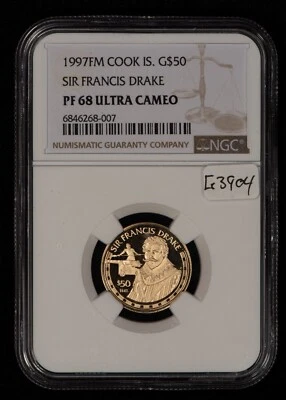 1997FM COOK IS. G$50
SIR FRANCIS DRAKE
PF 68 ULTRA CAMEO
6846268-007
NUMISMATIC GUARANTY COMPANY
NGC
G3904
SIR FRANCIS DRAKE
$50